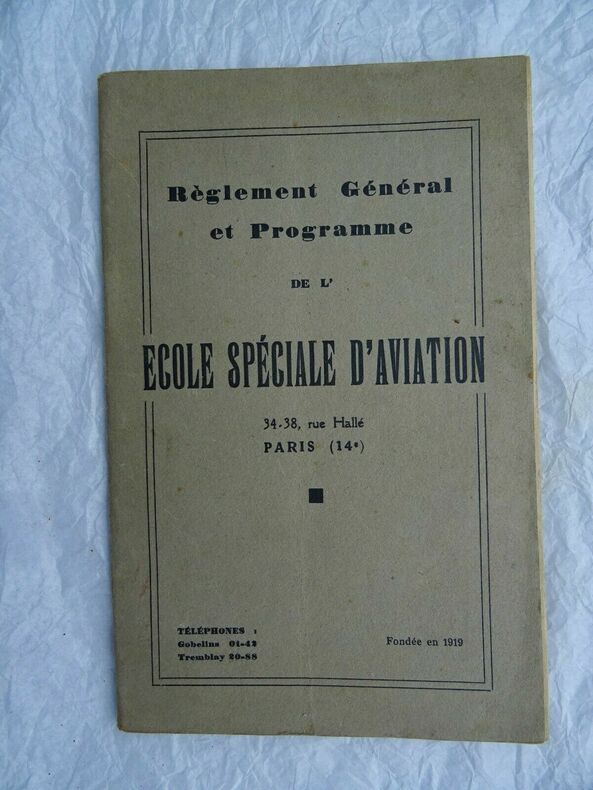 Règlement Général
et Programme
DE L'
ECOLE SPÉCIALE D'AVIATION
34-38, rue Hallé
PARIS (14e)
TÉLÉPHONES :
Gobelins 01-42
Tremblay 20-88
Fondée en 1919